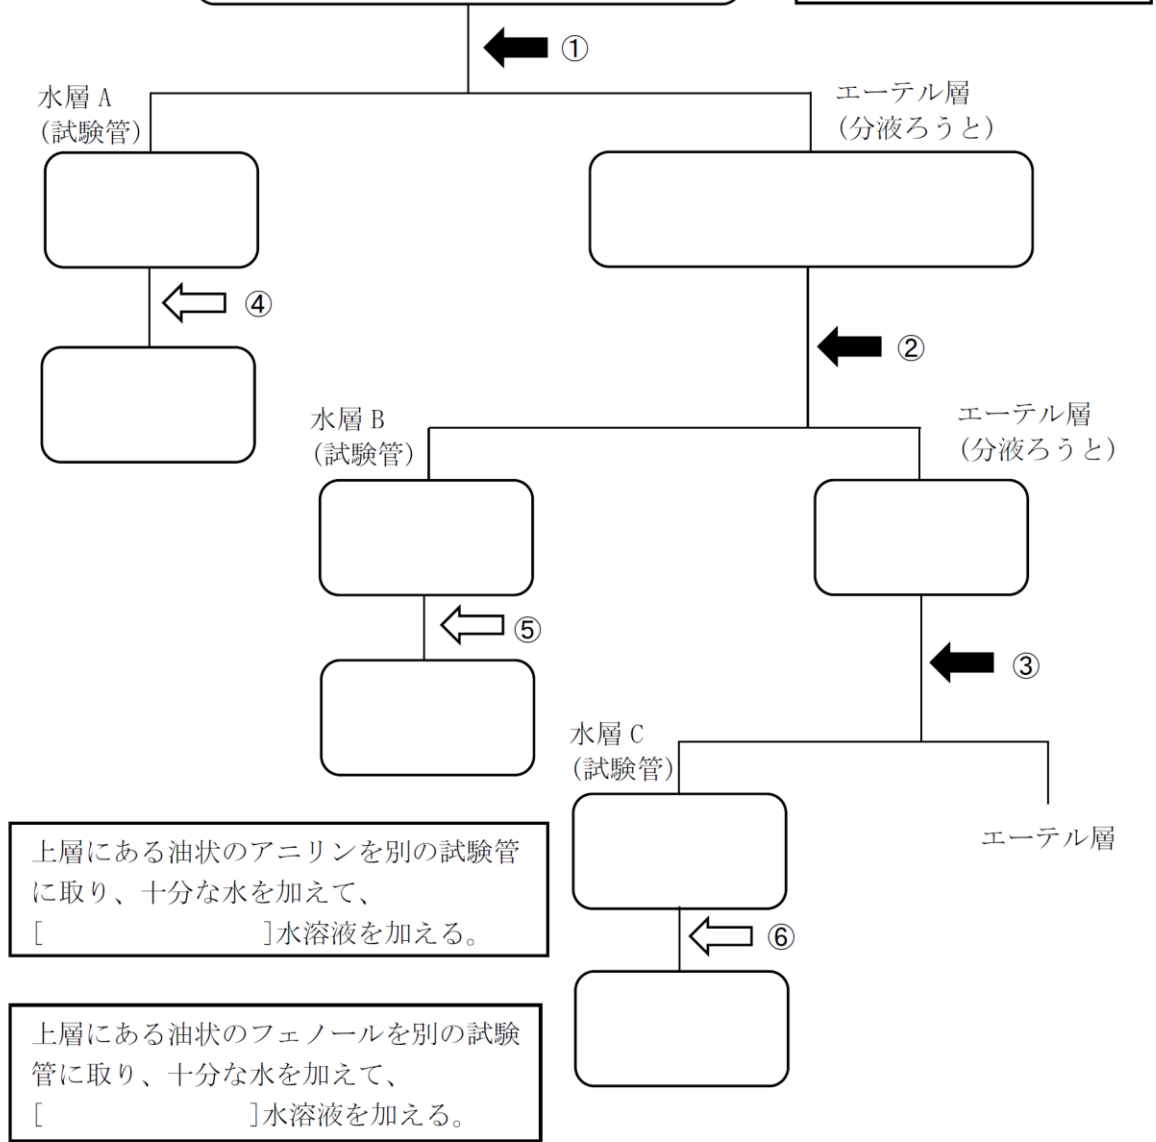 ①
水層 A
(試験管)
エーテル層
(分液ろうと)
④
②
水層 B
(試験管)
エーテル層
(分液ろうと)
⑤
③
水層 C
(試験管)
エーテル層
⑥
上層にある油状のアニリンを別の試験管
に取り、十分な水を加えて、
[ ]水溶液を加える。
上層にある油状のフェノールを別の試験
管に取り、十分な水を加えて、
[ ]水溶液を加える。